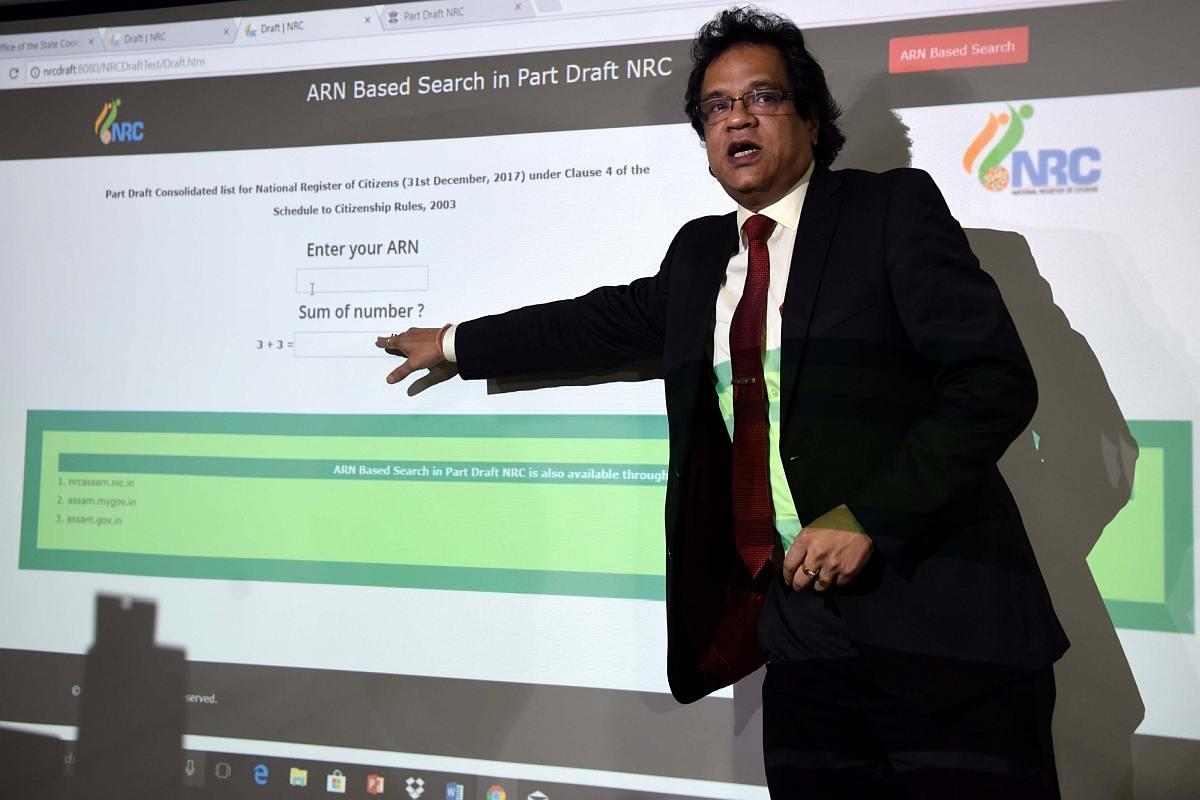 ffice of the State Coor
Draft | NRC
Draft | NRC
Part Draft NRC
nrcdraft:8080/NRCDraftTest/Draft.htm
NRC
ARN Based Search in Part Draft NRC
ARN Based Search
NRC
NATIONAL REGISTER OF CITIZENS
Part Draft Consolidated list for National Register of Citizens (31st December, 2017) under Clause 4 of the
Schedule to Citizenship Rules, 2003
Enter your ARN
Sum of number ?
3 + 3 =
ARN Based Search in Part Draft NRC is also available through
1. nrcassam.nic.in
2. assam.mygov.in
3. assam.gov.in
© served.